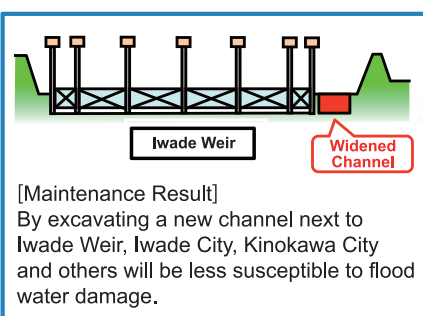 Iwade Weir
Widened
Channel
[Maintenance Result]
By excavating a new channel next to
Iwade Weir, Iwade City, Kinokawa City
and others will be less susceptible to flood
water damage.